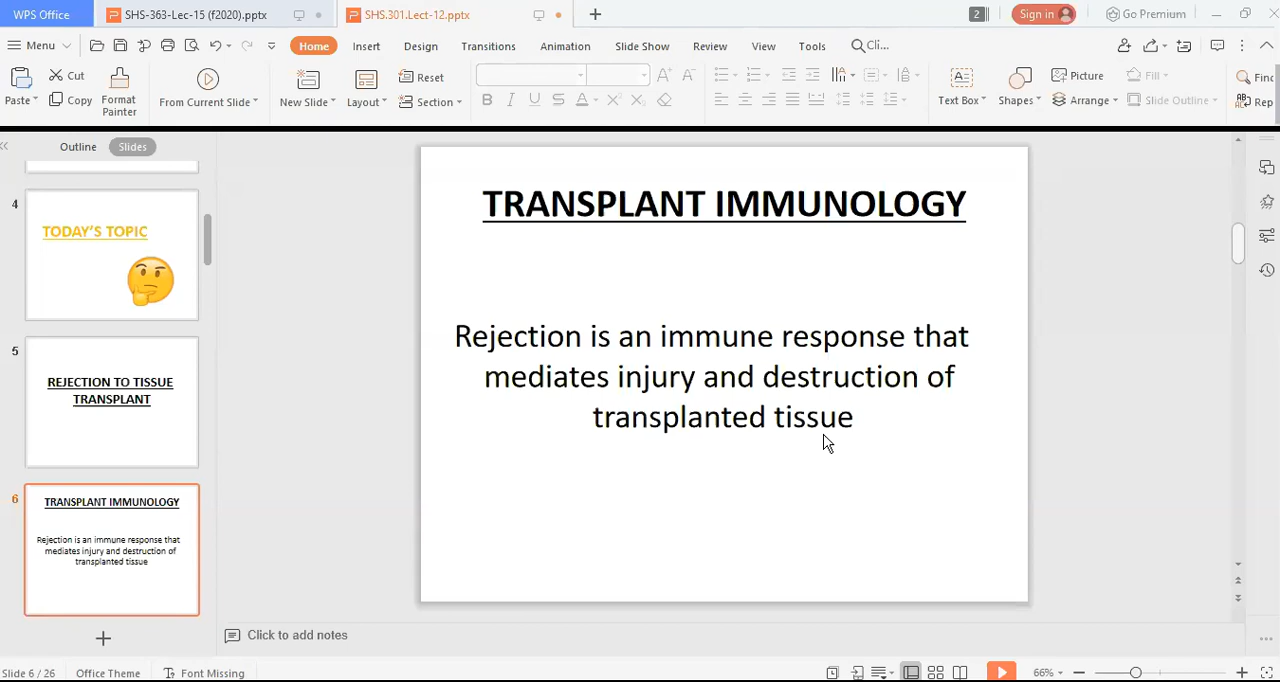 WPS Office
SHS-363-Lec-15 (f2020).pptx
SHS.301.Lect-12.pptx
2
Sign in
Go Premium
Menu
Home
Insert
Design
Transitions
Animation
Slide Show
Review
View
Tools
Cli...
Paste
Cut
Copy
Format Painter
From Current Slide
New Slide
Layout
Reset
Section
B I U S A X² X₂
Text Box
Shapes
Picture
Arrange
Fill
Slide Outline
Outline
Slides
4
TODAY'S TOPIC
5
REJECTION TO TISSUE
TRANSPLANT
6
TRANSPLANT IMMUNOLOGY
Rejection is an immune response that
mediates injury and destruction of
transplanted tissue
TRANSPLANT IMMUNOLOGY
Rejection is an immune response that
mediates injury and destruction of
transplanted tissue
Click to add notes
Slide 6 / 26
Office Theme
Font Missing
66%